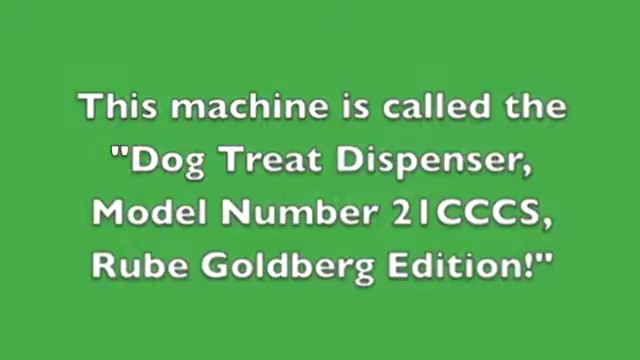 This machine is called the
"Dog Treat Dispenser,
Model Number 21CCCS,
Rube Goldberg Edition!"